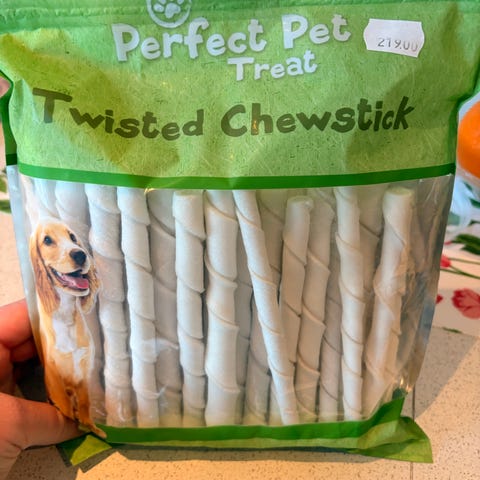 Perfect Pet
219.00
Treat
Twisted Chewstick